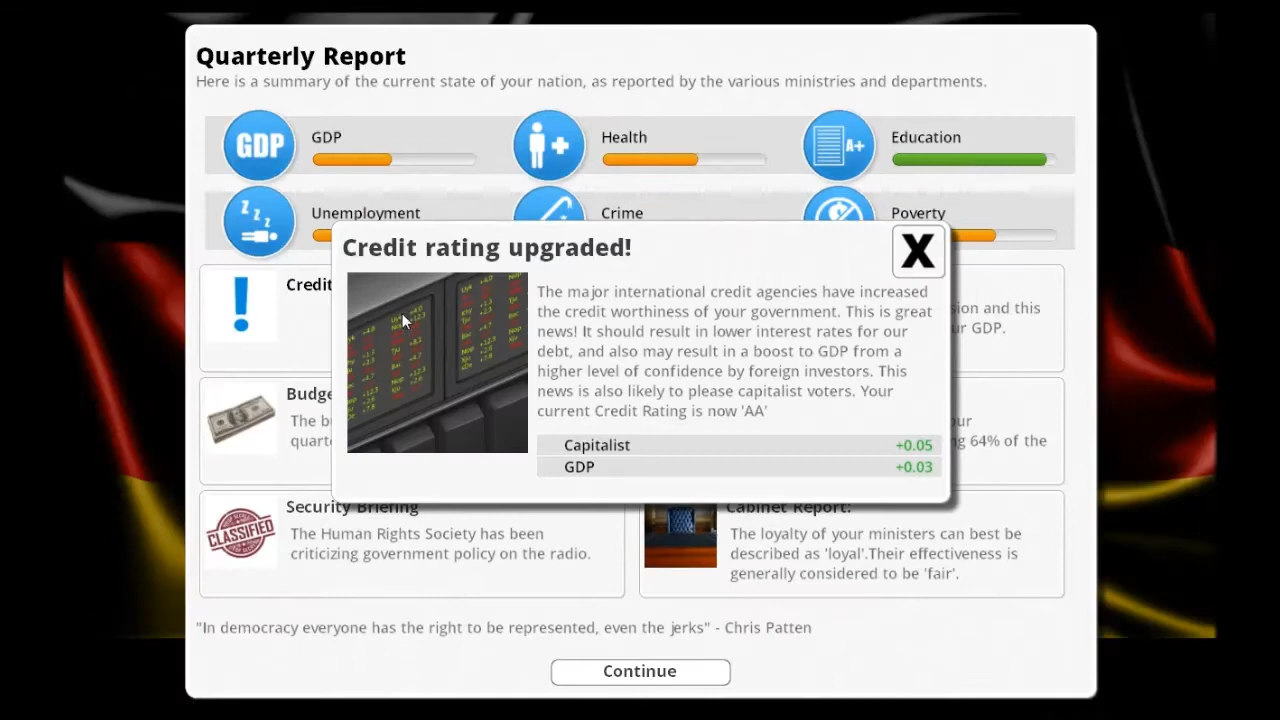 Quarterly Report
Here is a summary of the current state of your nation, as reported by the various ministries and departments.
GDP
GDP
Health
A+
Education
Z Z Z
Unemployment
Crime
Poverty
Credit rating upgraded!
X
The major international credit agencies have increased
the credit worthiness of your government. This is great
news! It should result in lower interest rates for our
debt, and also may result in a boost to GDP from a
higher level of confidence by foreign investors. This
news is also likely to please capitalist voters. Your
current Credit Rating is now 'AA'
Capitalist +0.05
GDP +0.03
Credit
sion and this
ur GDP.
Budge
The bu
quarte
our
ng 64% of the
Security Briefing
CLASSIFIED
The Human Rights Society has been
criticizing government policy on the radio.
Cabinet Report:
The loyalty of your ministers can best be
described as 'loyal'.Their effectiveness is
generally considered to be 'fair'.
"In democracy everyone has the right to be represented, even the jerks" - Chris Patten
Continue